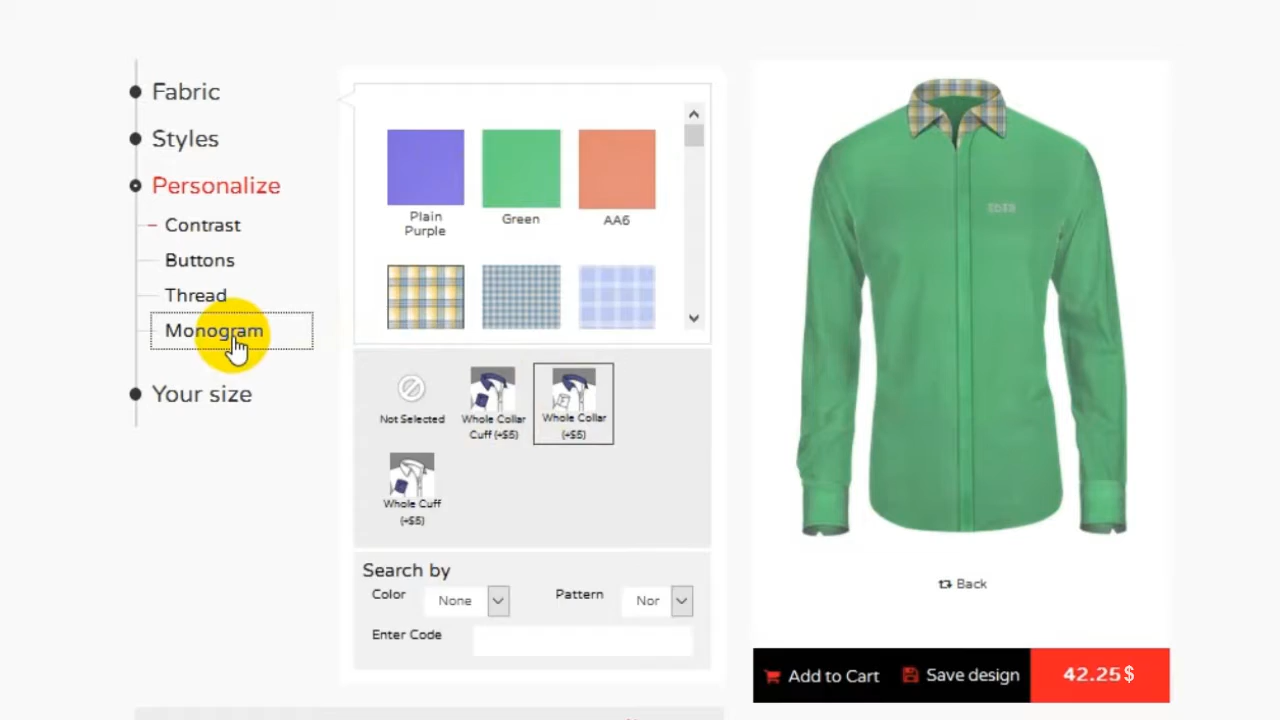 Fabric
Styles
Personalize
Contrast
Buttons
Thread
Monogram
Your size
Plain
Purple
Green
AA6
Not Selected
Whole Collar
Cuff (+$5)
Whole Collar
(+$5)
Whole Cuff
(+$5)
Search by
Color
None
Pattern
Nor
Enter Code
Back
Add to Cart
Save design
42.25$